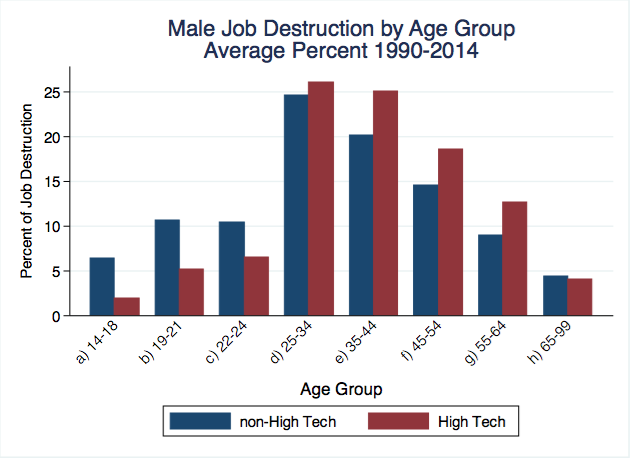 Male Job Destruction by Age Group
Average Percent 1990-2014
Percent of Job Destruction
25
20
15
10
5
0
a) 14-18
b) 19-21
c) 22-24
d) 25-34
e) 35-44
f) 45-54
g) 55-64
h) 65-99
Age Group
non-High Tech
High Tech